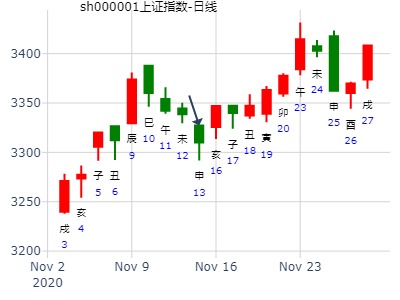 sh000001上证指数-日线
3400
3350
3300
3250
3200
戌
3
亥
4
子
5
丑
6
辰
9
巳
10
午
11
未
12
申
13
亥
16
子
17
丑
18
寅
19
卯
20
午
23
未
24
申
25
酉
26
戌
27
Nov 2
2020
Nov 9
Nov 16
Nov 23